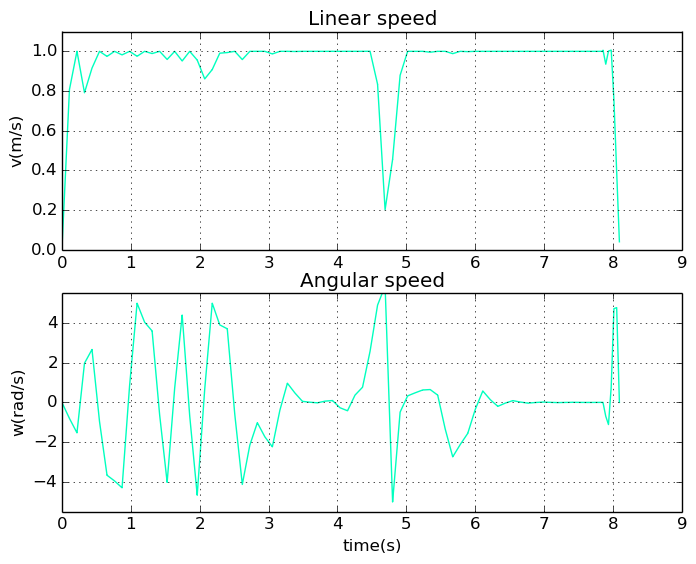 Linear speed
1.0
0.8
0.6
0.4
0.2
0.0
v(m/s)
0 1 2 3 4 5 6 7 8 9
Angular speed
4
2
0
−2
−4
w(rad/s)
0 1 2 3 4 5 6 7 8 9
time(s)